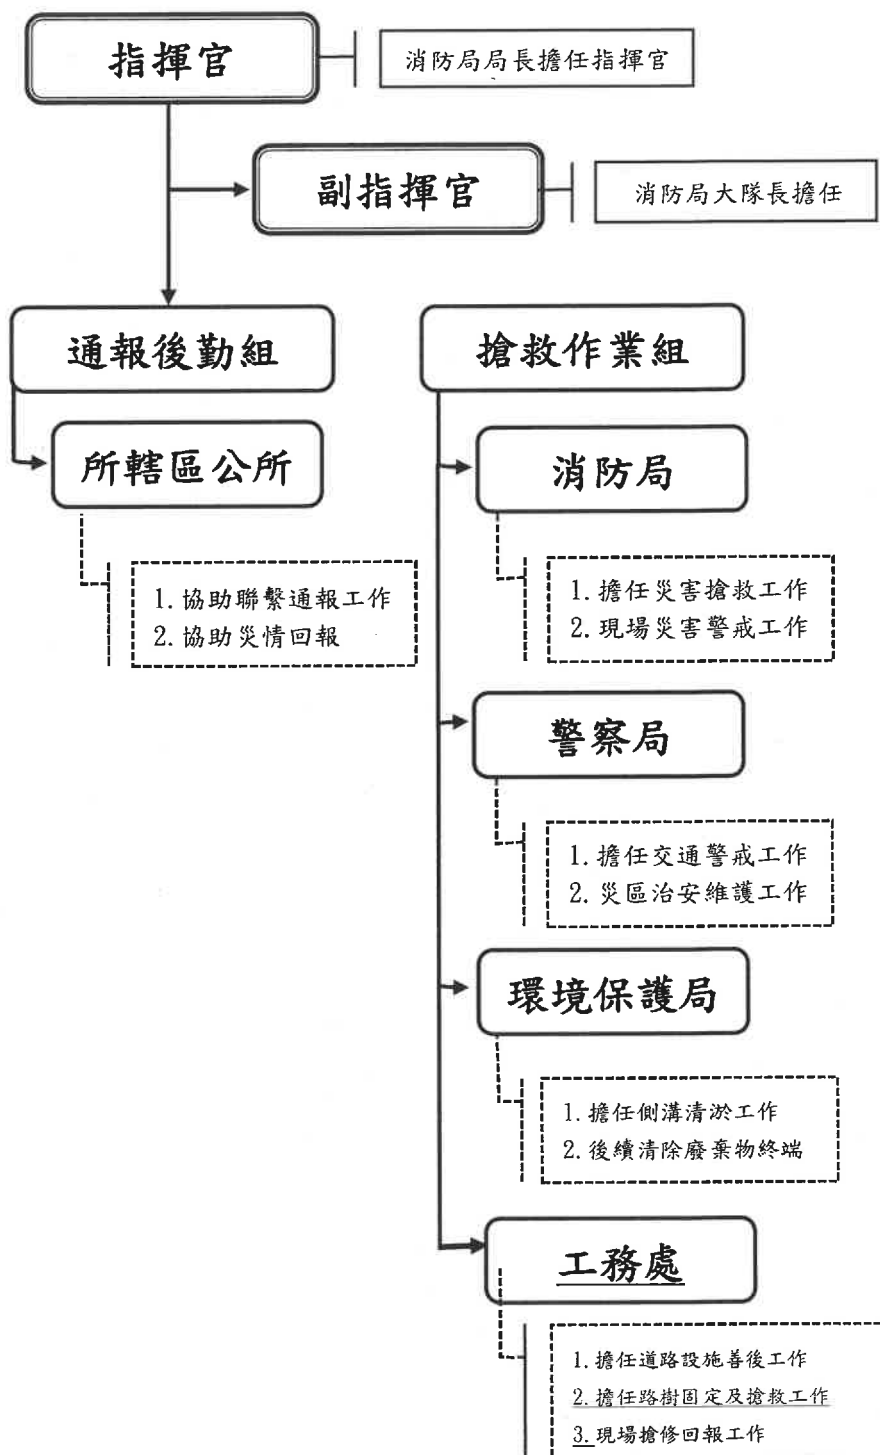 指揮官
消防局局長擔任指揮官
副指揮官
消防局大隊長擔任
通報後勤組
所轄區公所
1. 協助聯繫通報工作
2. 協助災情回報
搶救作業組
消防局
1. 擔任災害搶救工作
2. 現場災害警戒工作
警察局
1. 擔任交通警戒工作
2. 災區治安維護工作
環境保護局
1. 擔任側溝清淤工作
2. 後續清除廢棄物終端
工務處
1. 擔任道路設施善後工作
2. 擔任路樹固定及搶救工作
3. 現場搶修回報工作